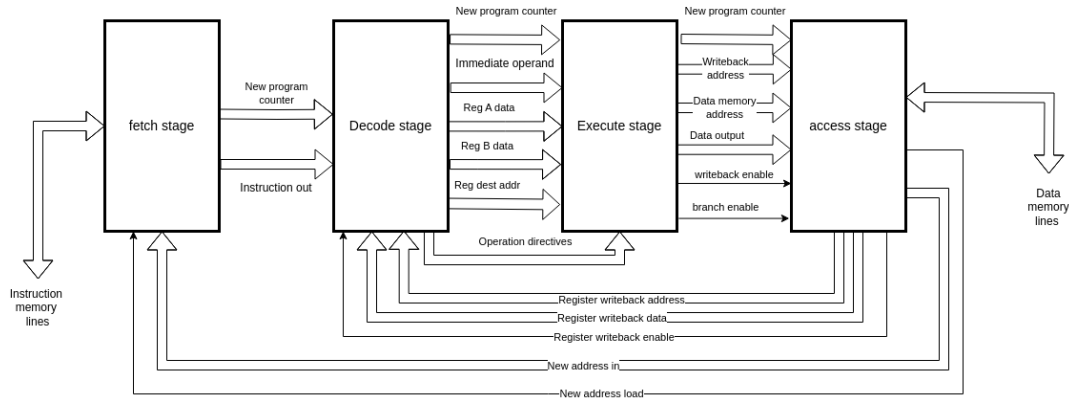 New program counter
New program counter
Immediate operand
Writeback
address
New program
counter
Reg A data
Data memory
address
fetch stage
Decode stage
Execute stage
access stage
Reg B data
Data output
Instruction out
Reg dest addr
writeback enable
branch enable
Data
memory
lines
Operation directives
Instruction
memory
lines
Register writeback address
Register writeback data
Register writeback enable
New address in
New address load